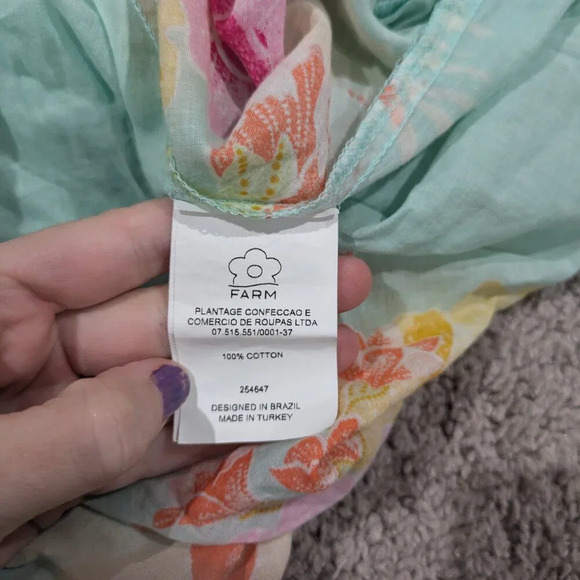 FARM
PLANTAGE CONFECCAO E
COMERCIO DE ROUPAS LTDA
07.515.551/0001-37
100% COTTON
254647
DESIGNED IN BRAZIL
MADE IN TURKEY